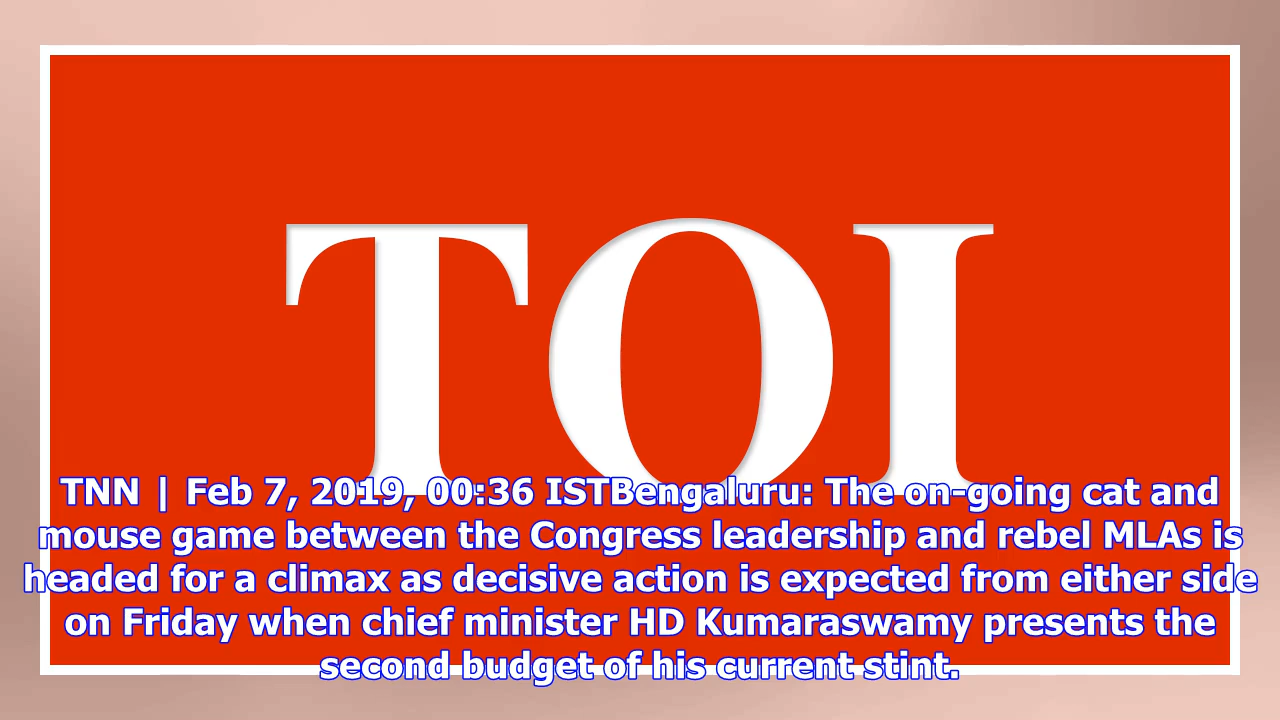 TOI
TNN | Feb 7, 2019, 00:36 ISTBengaluru: The on-going cat and
mouse game between the Congress leadership and rebel MLAs is
headed for a climax as decisive action is expected from either side
on Friday when chief minister HD Kumaraswamy presents the
second budget of his current stint.